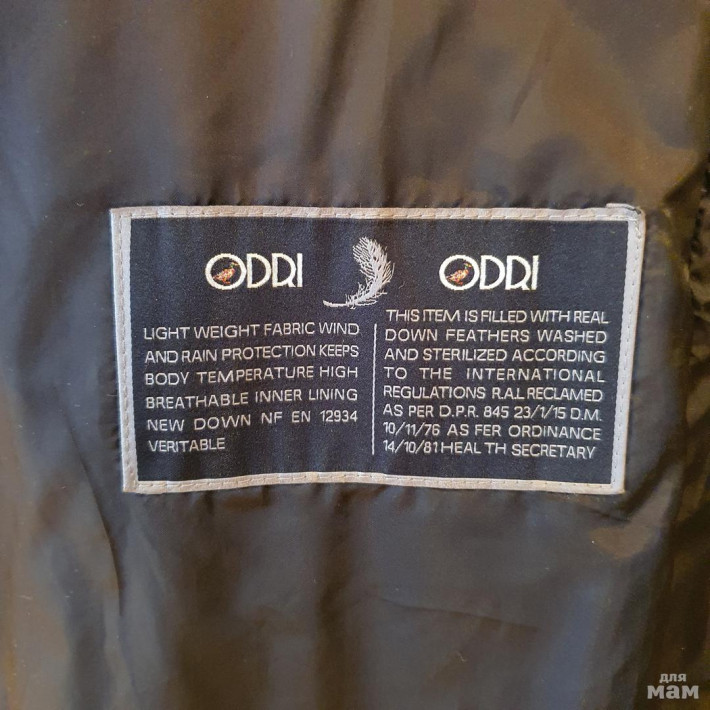 ODRI
ODRI
LIGHT WEIGHT FABRIC WIND
AND RAIN PROTECTION KEEPS
BODY TEMPERATURE HIGH
BREATHABLE INNER LINING
NEW DOWN NF EN 12934
VERITABLE
THIS ITEM IS FILLED WITH REAL
DOWN FEATHERS WASHED
AND STERILIZED ACCORDING
TO THE INTERNATIONAL
REGULATIONS R.A.L RECLAMED
AS PER D.P.R. 845 23/1/15 D.M.
10/11/76 AS FER ORDINANCE
14/10/81 HEAL TH SECRETARY
для
мам